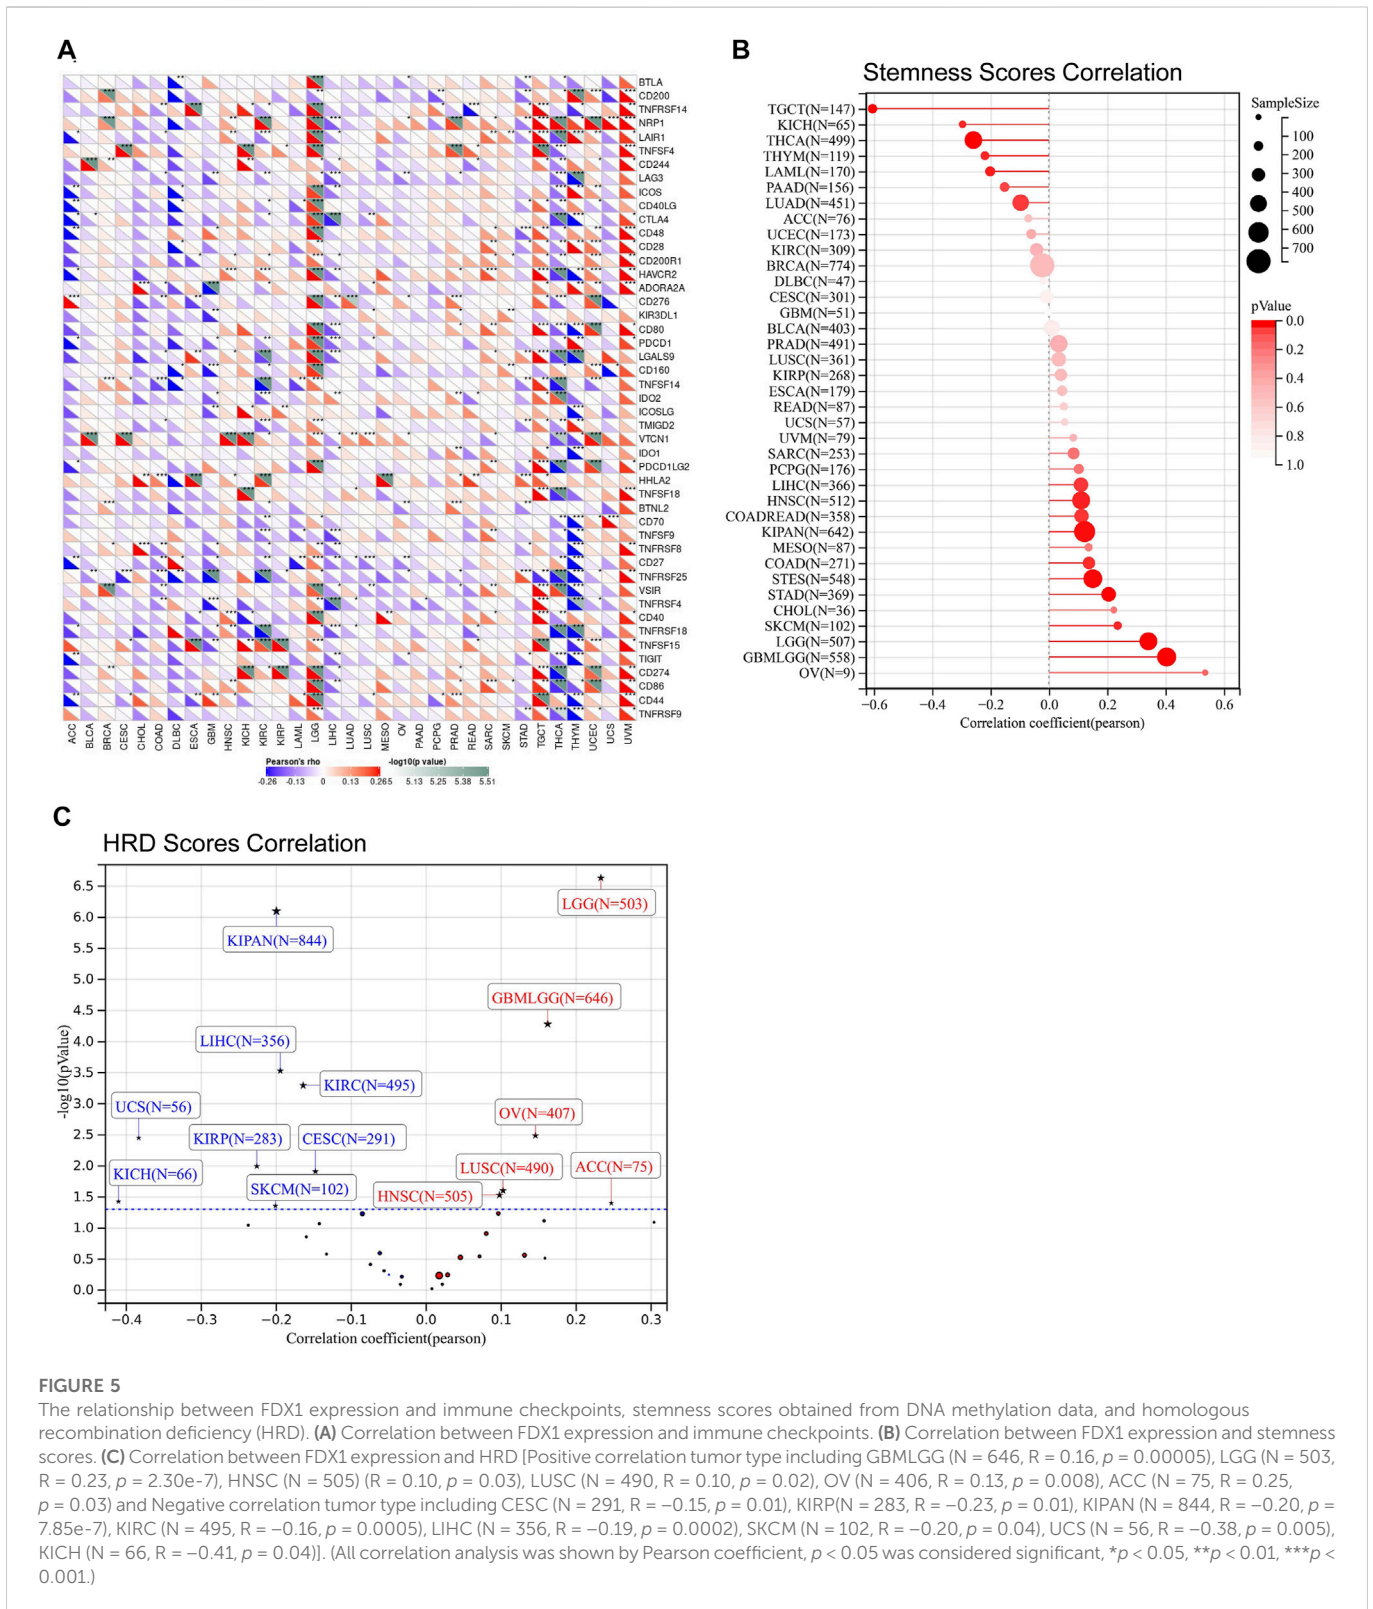 A
BTLA
CD200
TNFRSF14
NRP1
LAIR1
TNFSF4
CD244
LAG3
ICOS
CD40LG
CTLA4
CD48
CD28
CD200R1
HAVCR2
ADORA2A
CD276
KIR3DL1
CD80
PDCD1
LGALS9
CD160
TNFSF14
IDO2
ICOSLG
TMIGD2
VTCN1
IDO1
PDCD1LG2
HHLA2
TNFSF18
BTNL2
CD70
TNFSF9
TNFRSF8
CD27
TNFRSF25
VSIR
TNFRSF4
CD40
TNFRSF18
TNFSF15
TIGIT
CD274
CD86
CD44
TNFRSF9
ACC BLCA BRCA CESC CHOL COAD DLBC ESCA GBM HNSC KICH KIRC KIRP LAML LGG LIHC LUAD LUSC MESO OV PAAD PCPG PRAD READ SARC SKCM STAD TGCT THCA THYM UCEC UCS UVM
Pearson's rho -log10(p value)
-0.26 -0.13 0 0.13 0.26 5 5.13 5.25 5.38 5.51
B
Stemness Scores Correlation
TGCT(N=147)
KICH(N=65)
THCA(N=499)
THYM(N=119)
LAML(N=170)
PAAD(N=156)
LUAD(N=451)
ACC(N=76)
UCEC(N=173)
KIRC(N=309)
BRCA(N=774)
DLBC(N=47)
CESC(N=301)
GBM(N=51)
BLCA(N=403)
PRAD(N=491)
LUSC(N=361)
KIRP(N=268)
ESCA(N=179)
READ(N=87)
UCS(N=57)
UVM(N=79)
SARC(N=253)
PCPG(N=176)
LIHC(N=366)
HNSC(N=512)
COADREAD(N=358)
KIPAN(N=642)
MESO(N=87)
COAD(N=271)
STES(N=548)
STAD(N=369)
CHOL(N=36)
SKCM(N=102)
LGG(N=507)
GBMLGG(N=558)
OV(N=9)
−0.6 −0.4 −0.2 0.0 0.2 0.4 0.6
Correlation coefficient(pearson)
SampleSize
100
200
300
400
500
600
700
pValue
0.0
0.2
0.4
0.6
0.8
1.0
C
HRD Scores Correlation
-log10(pValue)
6.5
6.0
5.5
5.0
4.5
4.0
3.5
3.0
2.5
2.0
1.5
1.0
0.5
0.0
LGG(N=503)
KIPAN(N=844)
GBMLGG(N=646)
LIHC(N=356)
KIRC(N=495)
UCS(N=56)
OV(N=407)
KIRP(N=283)
CESC(N=291)
KICH(N=66)
LUSC(N=490)
ACC(N=75)
SKCM(N=102)
HNSC(N=505)
−0.4 −0.3 −0.2 −0.1 0.0 0.1 0.2 0.3
Correlation coefficient(pearson)
FIGURE 5
The relationship between FDX1 expression and immune checkpoints, stemness scores obtained from DNA methylation data, and homologous
recombination deficiency (HRD). (A) Correlation between FDX1 expression and immune checkpoints. (B) Correlation between FDX1 expression and stemness
scores. (C) Correlation between FDX1 expression and HRD [Positive correlation tumor type including GBMLGG (N = 646, R = 0.16, p = 0.00005), LGG (N = 503,
R = 0.23, p = 2.30e-7), HNSC (N = 505) (R = 0.10, p = 0.03), LUSC (N = 490, R = 0.10, p = 0.02), OV (N = 406, R = 0.13, p = 0.008), ACC (N = 75, R = 0.25,
p = 0.03) and Negative correlation tumor type including CESC (N = 291, R = −0.15, p = 0.01), KIRP(N = 283, R = −0.23, p = 0.01), KIPAN (N = 844, R = −0.20, p =
7.85e-7), KIRC (N = 495, R = −0.16, p = 0.0005), LIHC (N = 356, R = −0.19, p = 0.0002), SKCM (N = 102, R = −0.20, p = 0.04), UCS (N = 56, R = −0.38, p = 0.005),
KICH (N = 66, R = −0.41, p = 0.04)]. (All correlation analysis was shown by Pearson coefficient, p < 0.05 was considered significant, *p < 0.05, **p < 0.01, ***p <
0.001.)